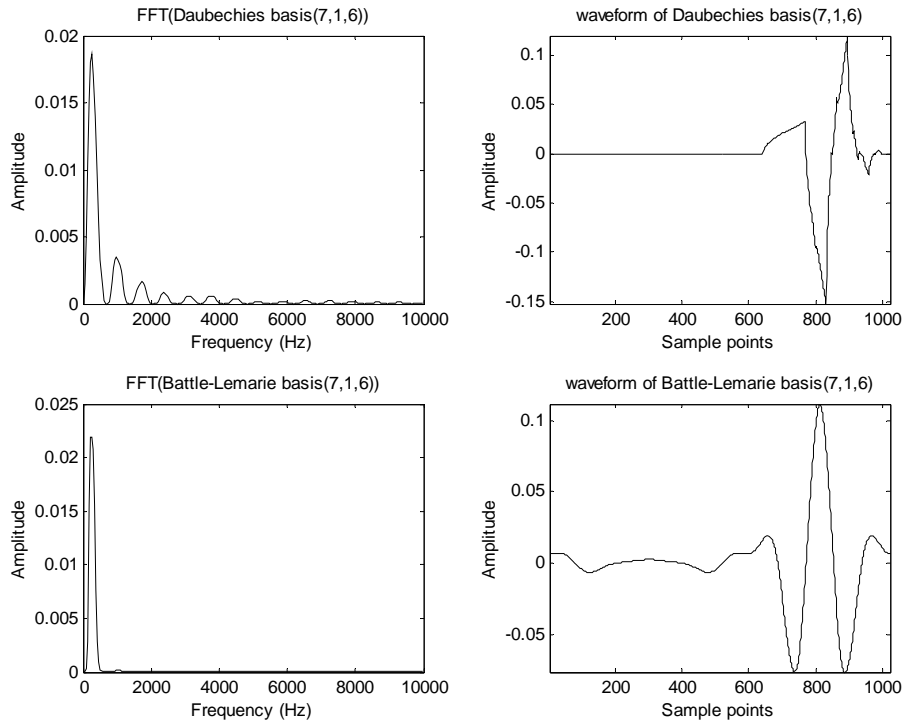 FFT(Daubechies basis(7,1,6))
0.02
0.015
0.01
0.005
0
Amplitude
0 2000 4000 6000 8000 10000
Frequency (Hz)
waveform of Daubechies basis(7,1,6)
0.1
0.05
0
-0.05
-0.1
-0.15
Amplitude
200 400 600 800 1000
Sample points
FFT(Battle-Lemarie basis(7,1,6))
0.025
0.02
0.015
0.01
0.005
0
Amplitude
0 2000 4000 6000 8000 10000
Frequency (Hz)
waveform of Battle-Lemarie basis(7,1,6)
0.1
0.05
0
-0.05
Amplitude
200 400 600 800 1000
Sample points